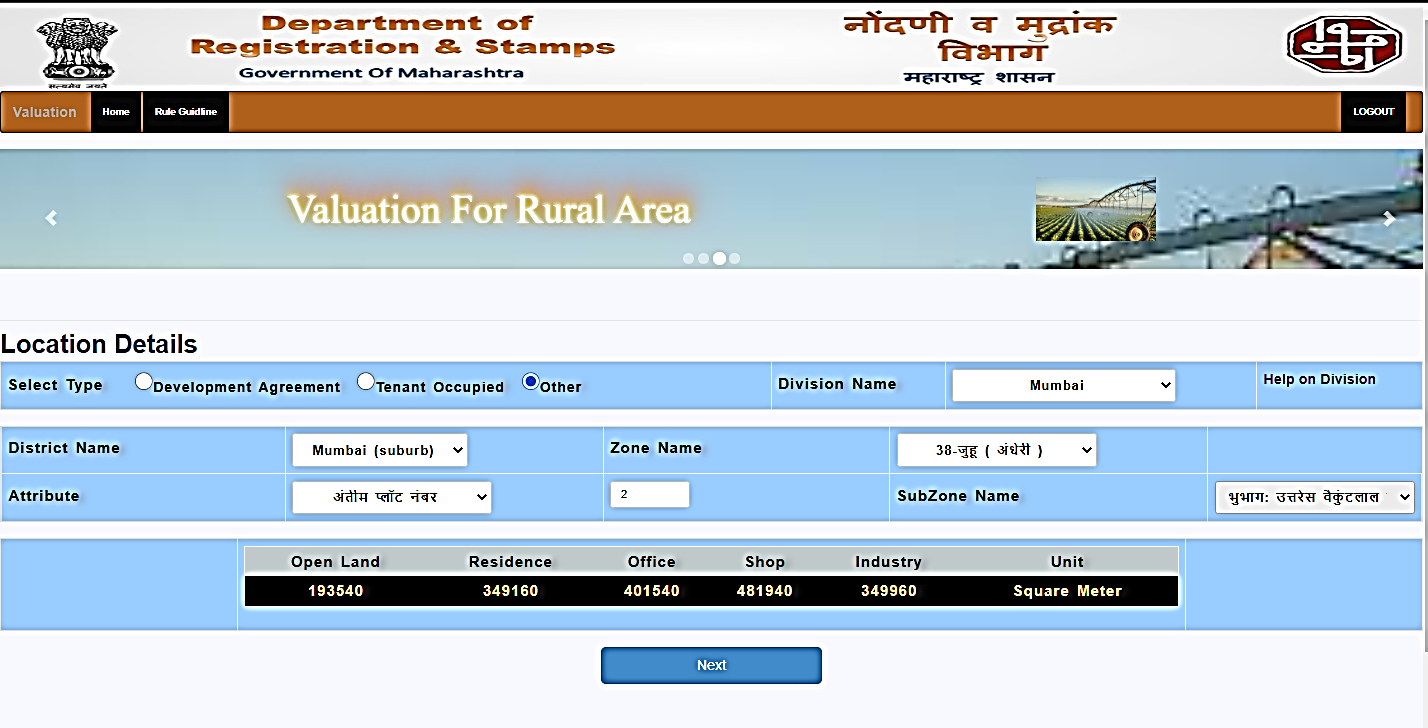 Department of
Registration & Stamps
Government Of Maharashtra
नोंदणी व मुद्रांक
विभाग
महाराष्ट्र शासन
सत्यमेव जयते
Valuation Home Rule Guidline LOGOUT
Valuation For Rural Area
Location Details
Select Type Development Agreement Tenant Occupied Other Division Name Mumbai Help on Division
District Name Mumbai (suburb) Zone Name 38-जुहू ( अंधेरी )
Attribute अंतीम प्लॉट नंबर 2 SubZone Name भुभाग: उत्तरेस वैकुंटलाल
Open Land Residence Office Shop Industry Unit
193540 349160 401540 481940 349960 Square Meter
Next